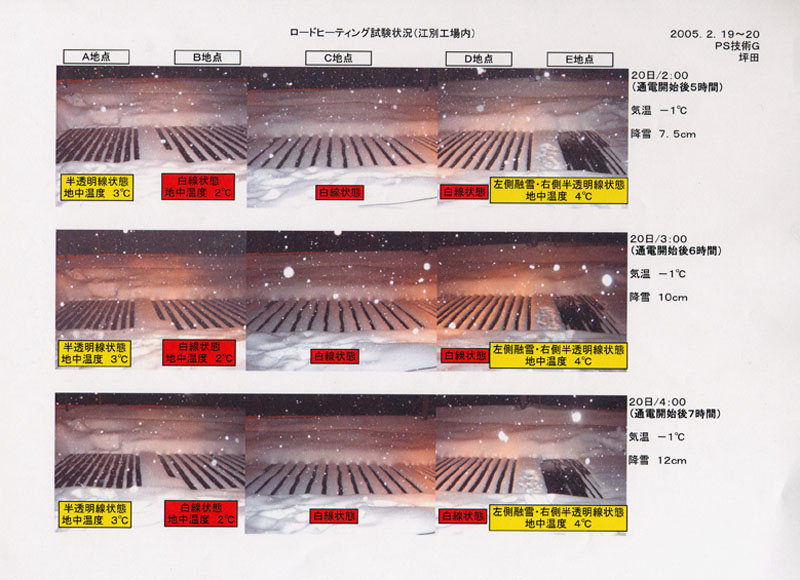 ロードヒーティング試験状況(江別工場内)
2005.2.19～20
PS技術G
坪田
A地点
B地点
C地点
D地点
E地点
20日/2:00
(通電開始後5時間)
気温 －1℃
降雪 7.5cm
半透明線状態
地中温度 3℃
白線状態
地中温度 2℃
白線状態
白線状態
左側融雪・右側半透明線状態
地中温度 4℃
20日/3:00
(通電開始後6時間)
気温 －1℃
降雪 10cm
半透明線状態
地中温度 3℃
白線状態
地中温度 2℃
白線状態
白線状態
左側融雪・右側半透明線状態
地中温度 4℃
20日/4:00
(通電開始後7時間)
気温 －1℃
降雪 12cm
半透明線状態
地中温度 3℃
白線状態
地中温度 2℃
白線状態
白線状態
左側融雪・右側半透明線状態
地中温度 4℃